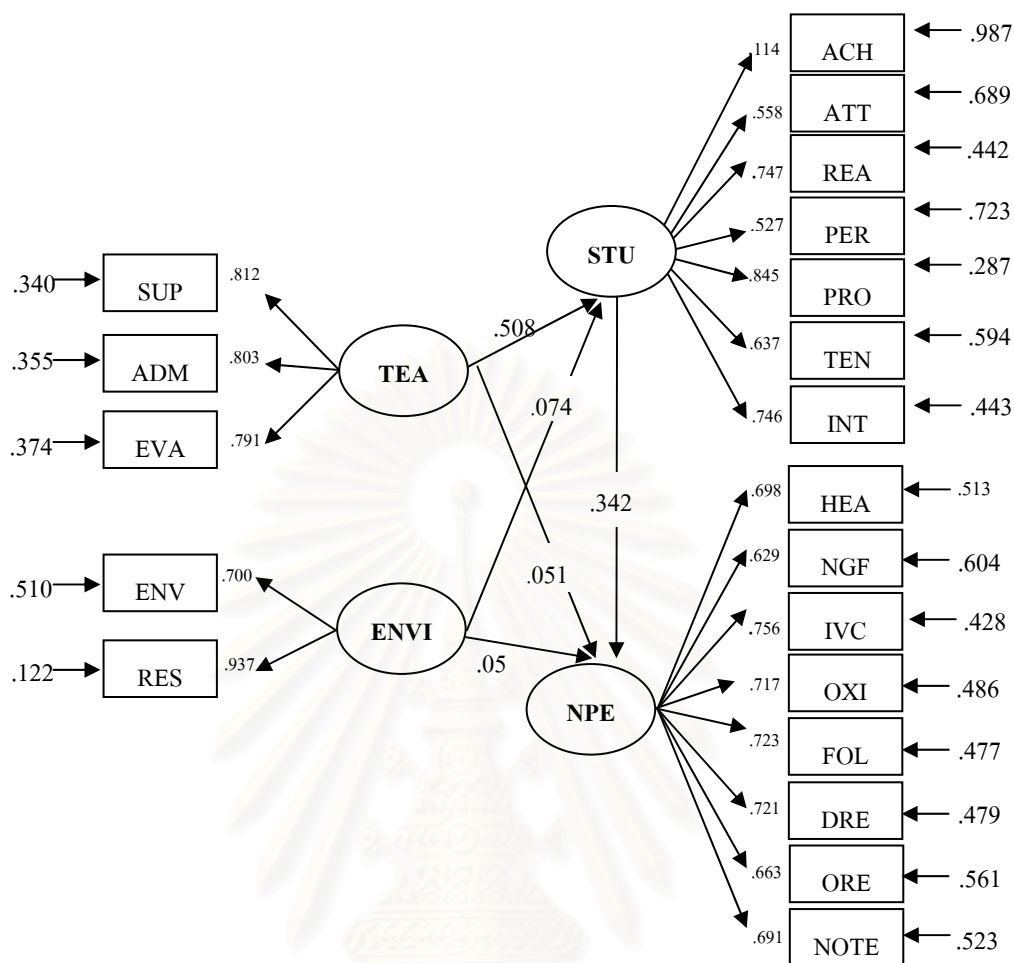 .114 ACH .987
.558 ATT .689
.747 REA .442
.527 PER .723
.845 PRO .287
.637 TEN .594
.746 INT .443
STU
.340 SUP .812
.355 ADM .803
.374 EVA .791
TEA
.508
.074
.342
.051
.05
.510 ENV .700
.122 RES .937
ENVI
NPE
.698 HEA .513
.629 NGF .604
.756 IVC .428
.717 OXI .486
.723 FOL .477
.721 DRE .479
.663 ORE .561
.691 NOTE .523